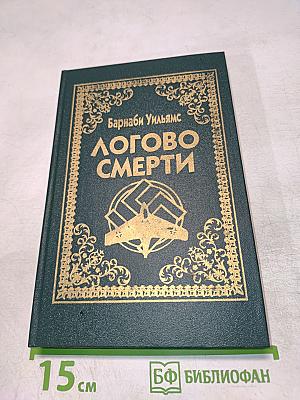 Барнаби Уильямс
ЛОГОВО
СМЕРТИ
15 см
БФ БИБЛИОФАН